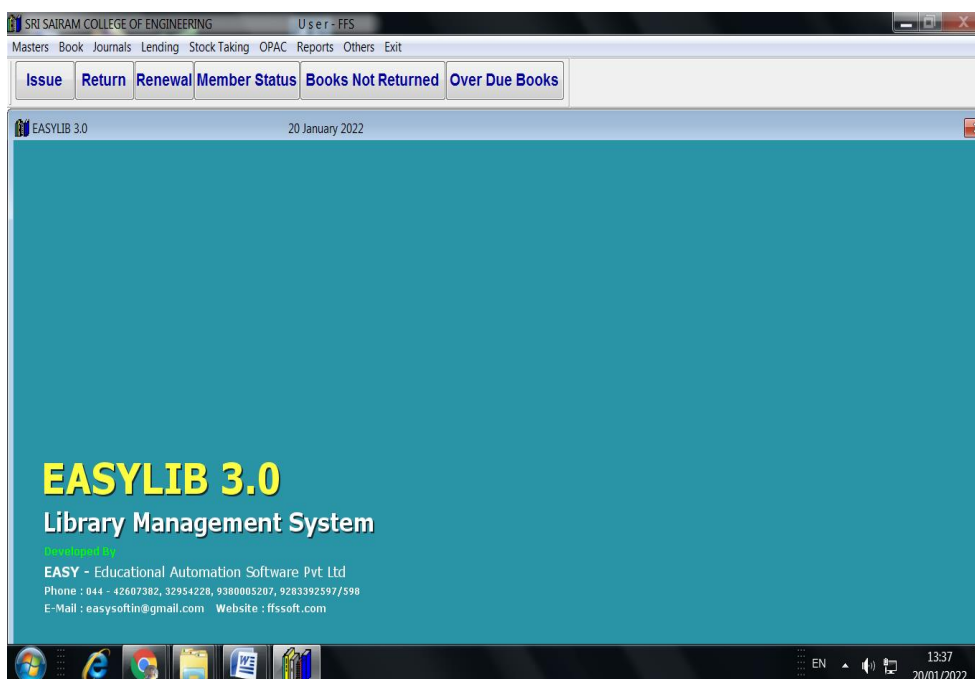 SRI SAIRAM COLLEGE OF ENGINEERING U s e r - FFS
Masters Book Journals Lending Stock Taking OPAC Reports Others Exit
Issue Return Renewal Member Status Books Not Returned Over Due Books
EASYLIB 3.0 20 January 2022
EASYLIB 3.0
Library Management System
Developed By
EASY - Educational Automation Software Pvt Ltd
Phone : 044 - 42607382, 32954228, 9380005207, 9283392597/598
E-Mail : easysoftin@gmail.com Website : ffssoft.com
EN 13:37
20/01/2022